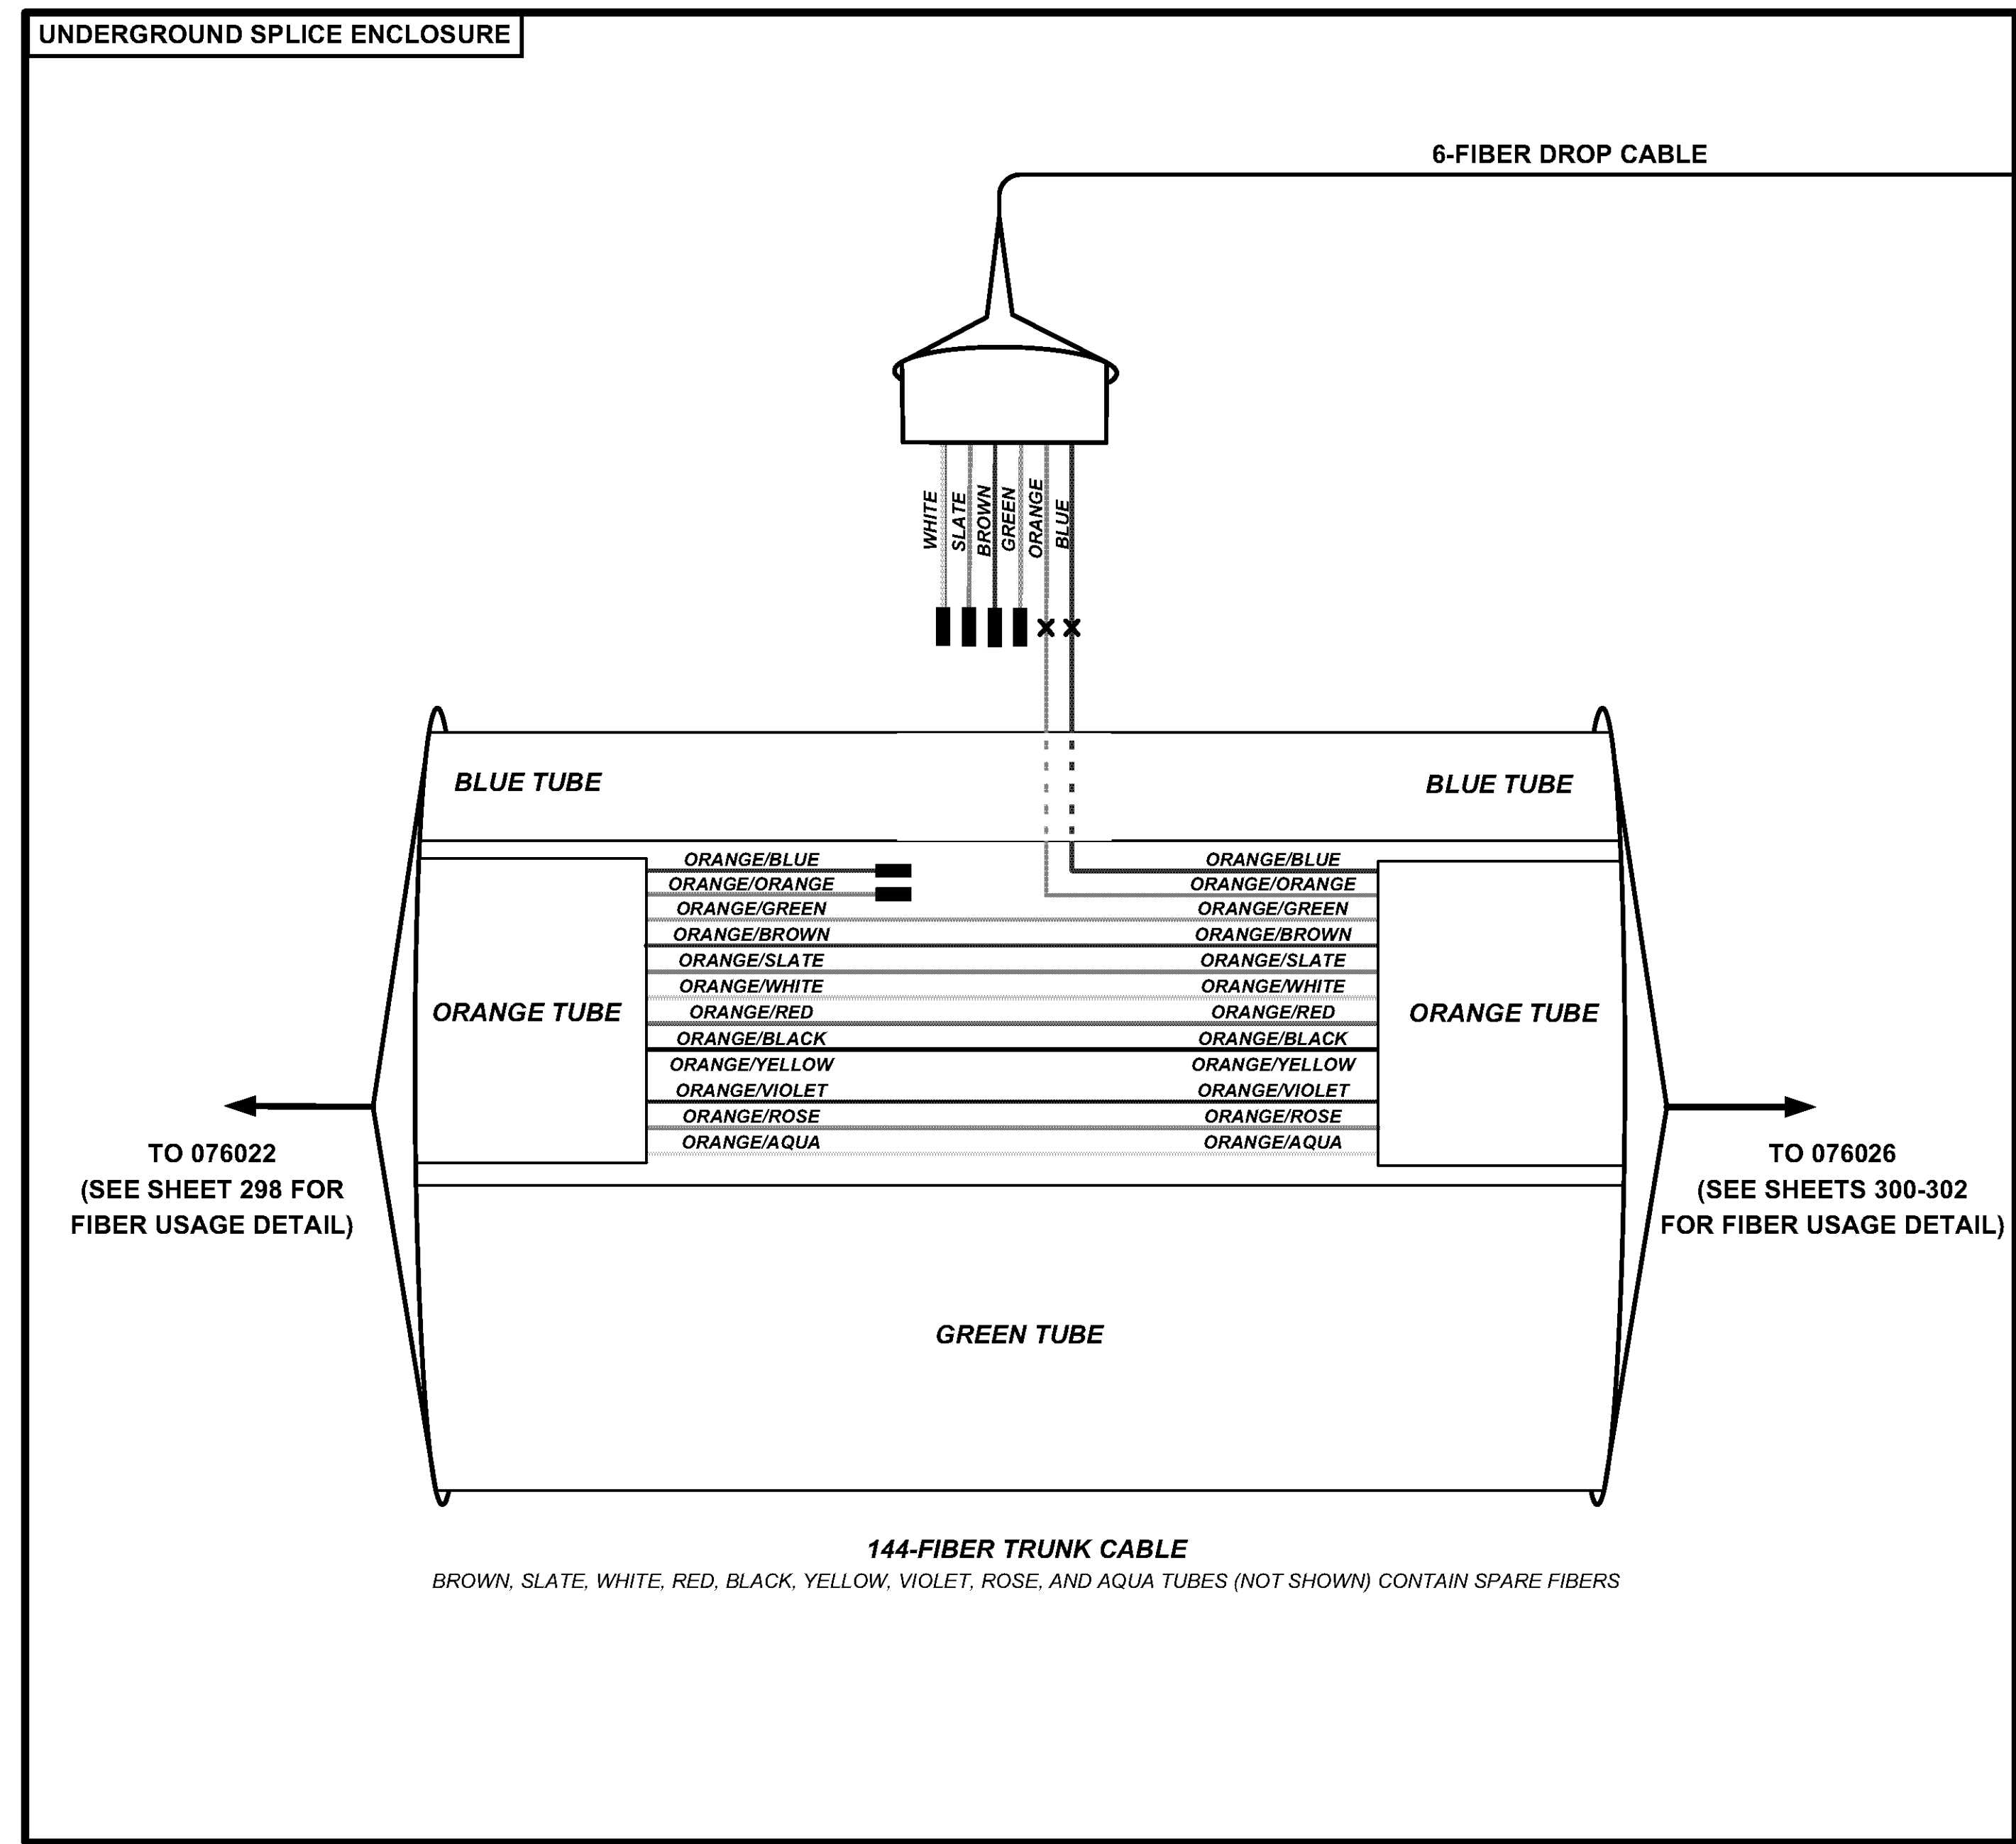 UNDERGROUND SPLICE ENCLOSURE
6-FIBER DROP CABLE
WHITE
SLATE
BROWN
GREEN
ORANGE
BLUE
BLUE TUBE
BLUE TUBE
ORANGE/BLUE
ORANGE/BLUE
ORANGE/ORANGE
ORANGE/ORANGE
ORANGE/GREEN
ORANGE/GREEN
ORANGE/BROWN
ORANGE/BROWN
ORANGE/SLATE
ORANGE/SLATE
ORANGE/WHITE
ORANGE/WHITE
ORANGE TUBE
ORANGE/RED
ORANGE/RED
ORANGE TUBE
ORANGE/BLACK
ORANGE/BLACK
ORANGE/YELLOW
ORANGE/YELLOW
ORANGE/VIOLET
ORANGE/VIOLET
ORANGE/ROSE
ORANGE/ROSE
ORANGE/AQUA
ORANGE/AQUA
TO 076022
(SEE SHEET 298 FOR
FIBER USAGE DETAIL)
TO 076026
(SEE SHEETS 300-302
FOR FIBER USAGE DETAIL)
GREEN TUBE
144-FIBER TRUNK CABLE
BROWN, SLATE, WHITE, RED, BLACK, YELLOW, VIOLET, ROSE, AND AQUA TUBES (NOT SHOWN) CONTAIN SPARE FIBERS